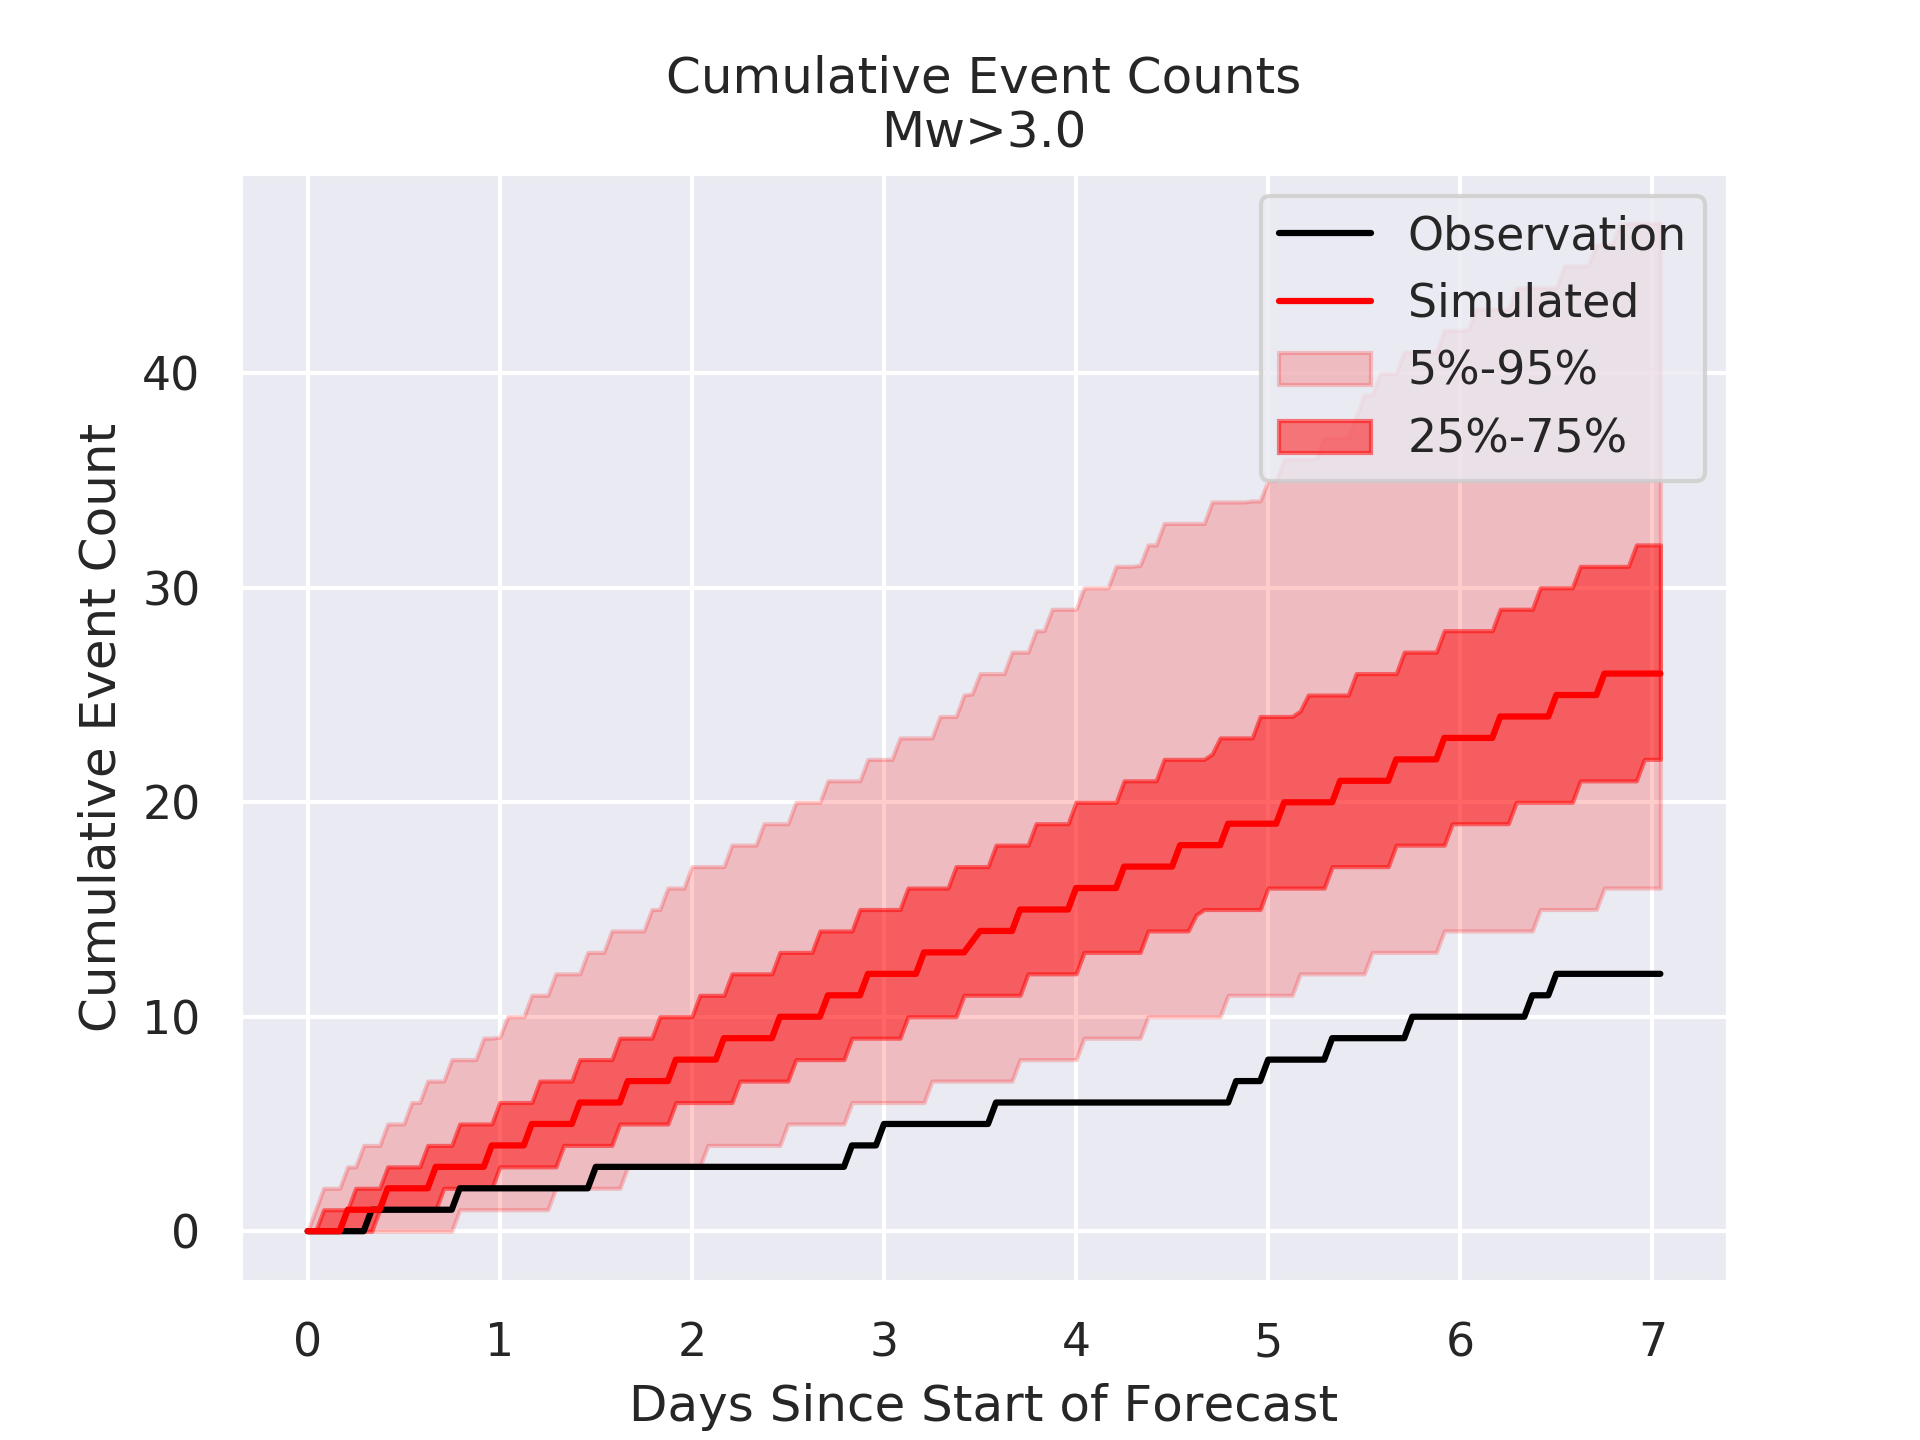 Cumulative Event Counts
Mw>3.0
Observation
Simulated
5%-95%
25%-75%
Cumulative Event Count
40
30
20
10
0
0 1 2 3 4 5 6 7
Days Since Start of Forecast